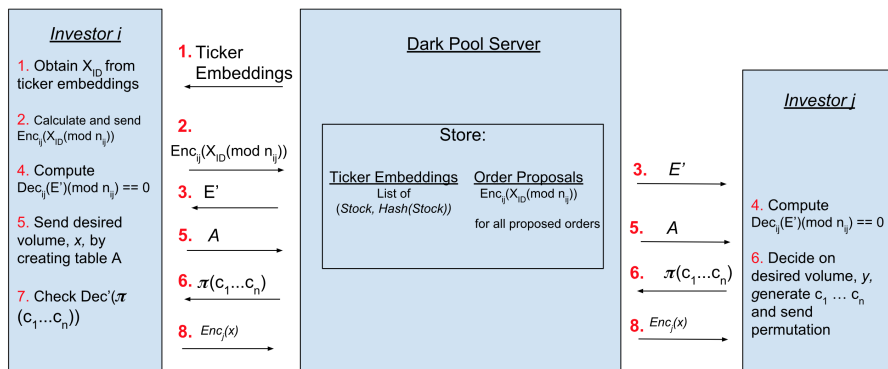 Investor i
1. Obtain X_ID from
ticker embeddings
2. Calculate and send
Enc_ij(X_ID(mod n_ij))
4. Compute
Dec_ij(E')(mod n_ij) == 0
5. Send desired
volume, x, by
creating table A
7. Check Dec'(π
(c_1...c_n))
1. Ticker
Embeddings
2.
Enc_ij(X_ID(mod n_ij))
3. E'
5. A
6. π(c_1...c_n)
8. Enc_j(x)
Dark Pool Server
Store:
Ticker Embeddings
List of
(Stock, Hash(Stock))
Order Proposals
Enc_ij(X_ID(mod n_ij))
for all proposed orders
3. E'
5. A
6. π(c_1...c_n)
8. Enc_j(x)
Investor j
4. Compute
Dec_ij(E')(mod n_ij) == 0
6. Decide on
desired volume, y,
generate c_1 … c_n
and send
permutation